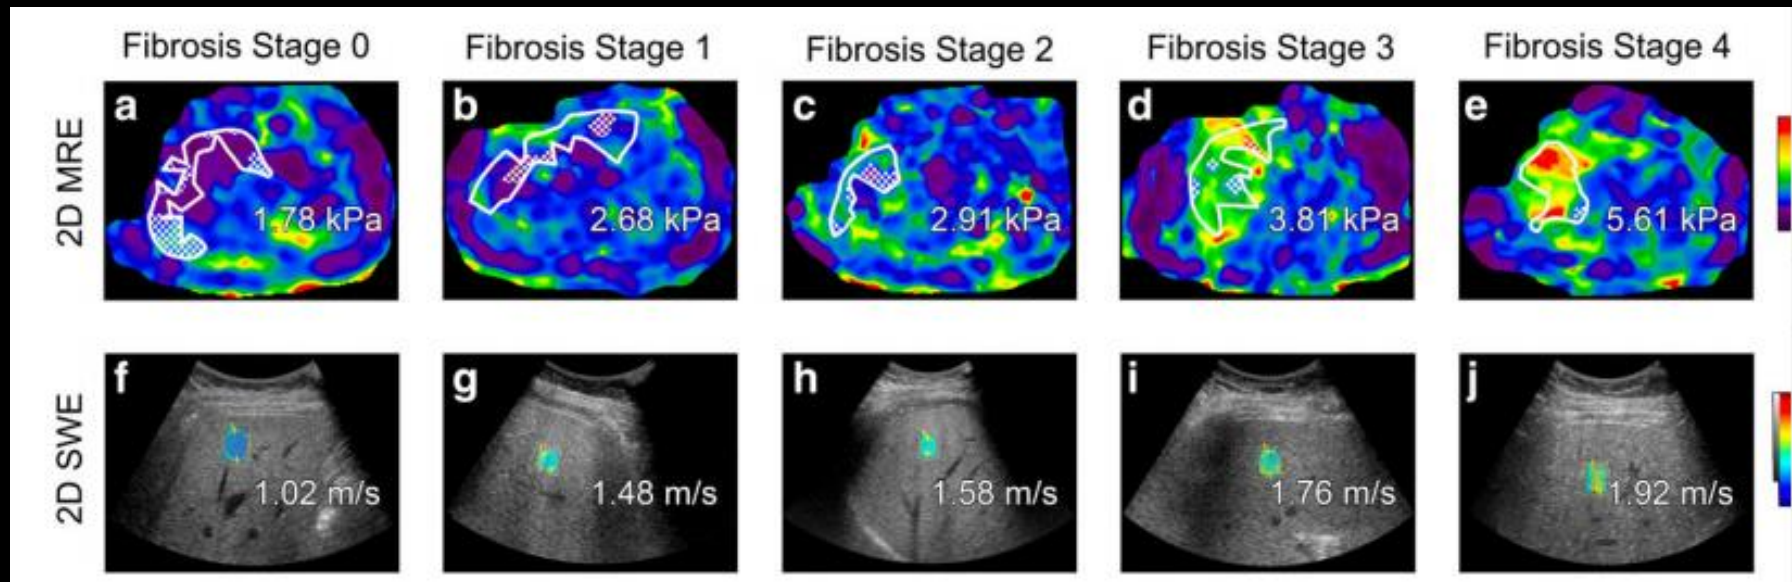 Fibrosis Stage 0 Fibrosis Stage 1 Fibrosis Stage 2 Fibrosis Stage 3 Fibrosis Stage 4
2D MRE
a b c d e
1.78 kPa 2.68 kPa 2.91 kPa 3.81 kPa 5.61 kPa
2D SWE
f g h i j
1.02 m/s 1.48 m/s 1.58 m/s 1.76 m/s 1.92 m/s